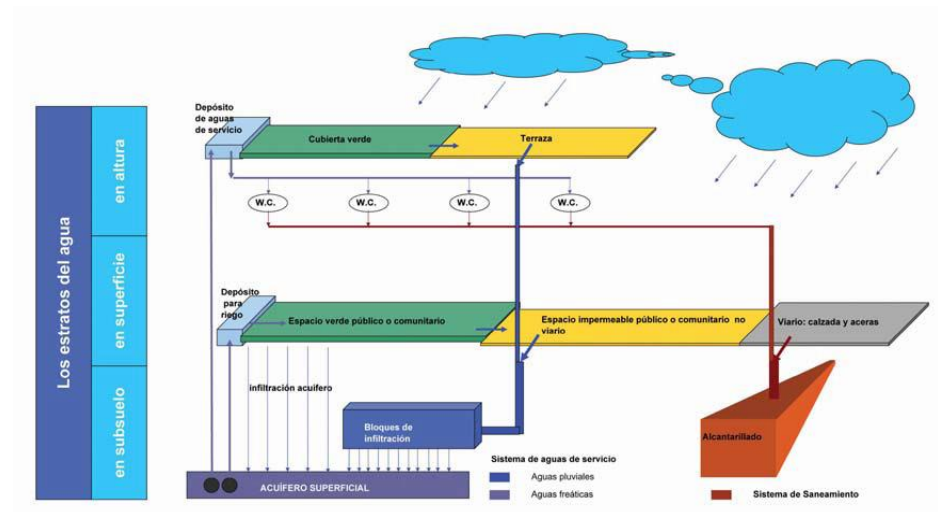 Los estratos del agua
en altura
en superficie
en subsuelo
Depósito
de aguas
de servicio
Cubierta verde
Terraza
W.C.
W.C.
W.C.
W.C.
Depósito
para
riego
Espacio verde público o comunitario
Espacio impermeable público o comunitario no
viario
Viario: calzada y aceras
infiltración acuífero
Bloques de
infiltración
Alcantarillado
ACUÍFERO SUPERFICIAL
Sistema de aguas de servicio
Aguas pluviales
Aguas freáticas
Sistema de Saneamiento